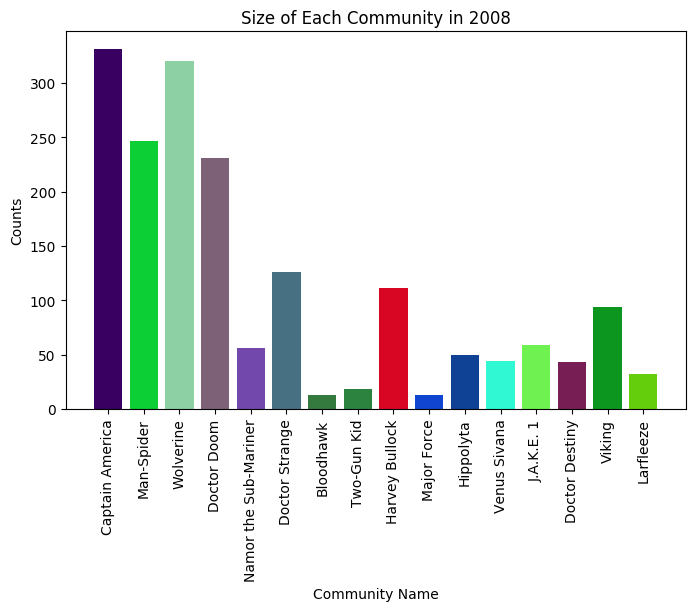 Size of Each Community in 2008
Counts
300
250
200
150
100
50
0
Captain America
Man-Spider
Wolverine
Doctor Doom
Namor the Sub-Mariner
Doctor Strange
Bloodhawk
Two-Gun Kid
Harvey Bullock
Major Force
Hippolyta
Venus Sivana
J.A.K.E. 1
Doctor Destiny
Viking
Larfleeze
Community Name